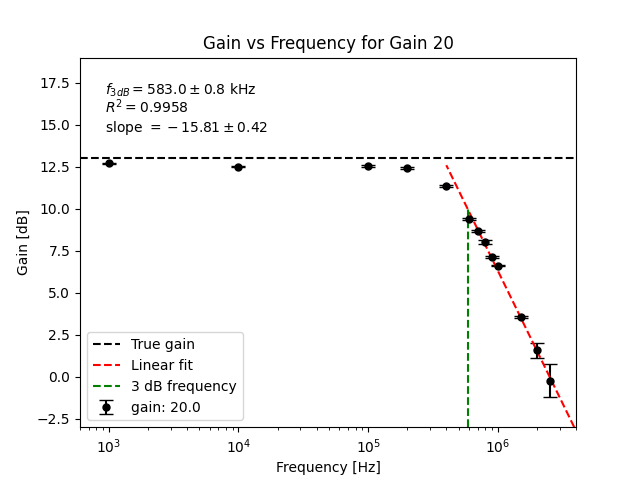 Gain vs Frequency for Gain 20
f3dB = 583.0 ± 0.8 kHz
R² = 0.9958
slope = −15.81 ± 0.42
17.5
15.0
12.5
10.0
7.5
5.0
2.5
0.0
−2.5
Gain [dB]
True gain
Linear fit
3 dB frequency
gain: 20.0
10³ 10⁴ 10⁵ 10⁶
Frequency [Hz]